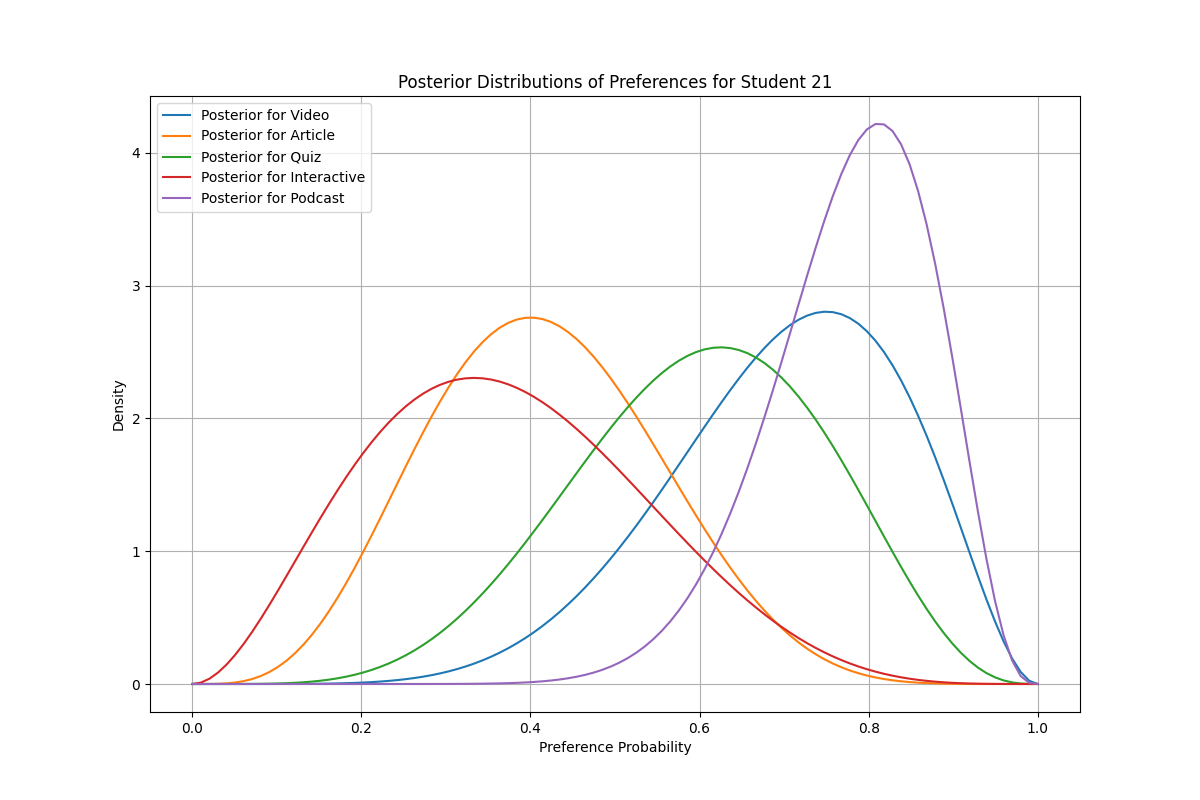 Posterior Distributions of Preferences for Student 21
Posterior for Video
Posterior for Article
Posterior for Quiz
Posterior for Interactive
Posterior for Podcast
4
3
2
1
0
Density
0.0 0.2 0.4 0.6 0.8 1.0
Preference Probability